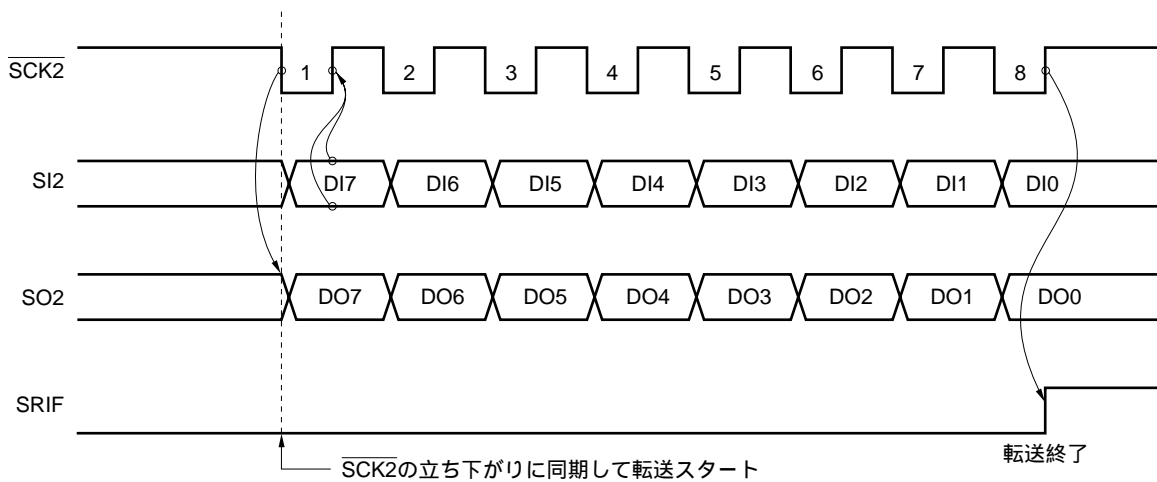 SCK2
1 2 3 4 5 6 7 8
SI2
DI7 DI6 DI5 DI4 DI3 DI2 DI1 DI0
SO2
DO7 DO6 DO5 DO4 DO3 DO2 DO1 DO0
SRIF
転送終了
SCK2の立ち下がりに同期して転送スタート